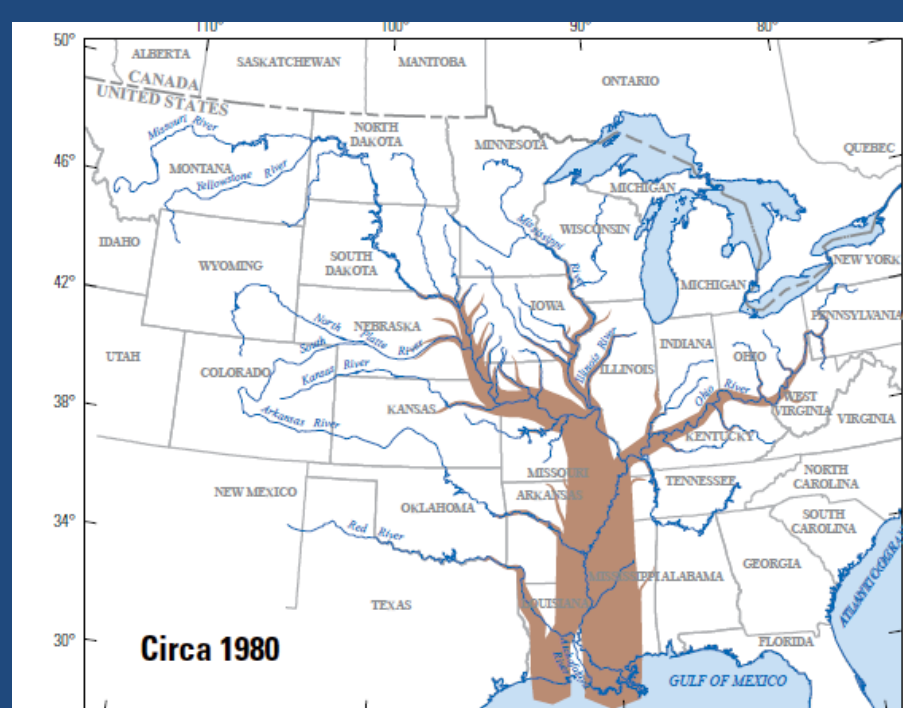 110°
100°
90°
80°
50°
ALBERTA
SASKATCHEWAN
MANITOBA
ONTARIO
QUEBEC
CANADA
UNITED STATES
46°
Missouri River
MONTANA
Yellowstone River
NORTH
DAKOTA
MINNESOTA
MICHIGAN
WISCONSIN
Mississippi
River
IDAHO
WYOMING
SOUTH
DAKOTA
MICHIGAN
NEW YORK
42°
IOWA
PENNSYLVANIA
NEBRASKA
North
Platte
River
South
UTAH
COLORADO
Kansas River
Illinois River
ILLINOIS
INDIANA
OHIO
Ohio River
WEST
VIRGINIA
VIRGINIA
38°
KANSAS
Arkansas River
KENTUCKY
MISSOURI
ARKANSAS
TENNESSEE
NORTH
CAROLINA
NEW MEXICO
OKLAHOMA
SOUTH
CAROLINA
34°
Red River
MISSISSIPPI
ALABAMA
GEORGIA
TEXAS
LOUISIANA
30°
Circa 1980
River
FLORIDA
GULF OF MEXICO